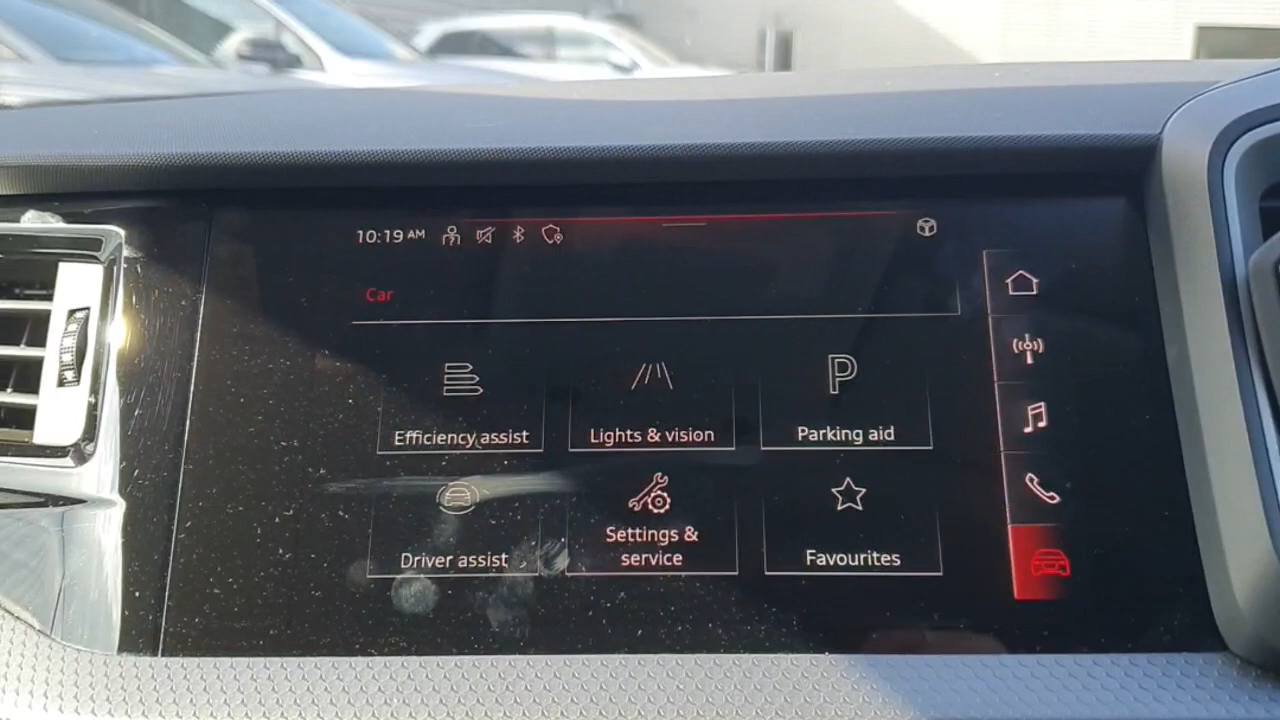 10:19 AM
Car
Efficiency assist
Lights & vision
P
Parking aid
Driver assist
Settings &
service
Favourites